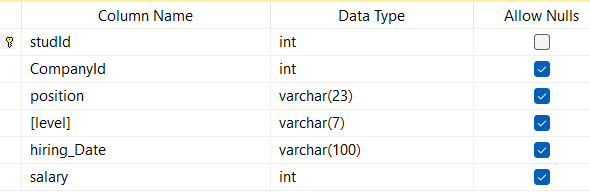 Column Name Data Type Allow Nulls
studId int
CompanyId int
position varchar(23)
[level] varchar(7)
hiring_Date varchar(100)
salary int